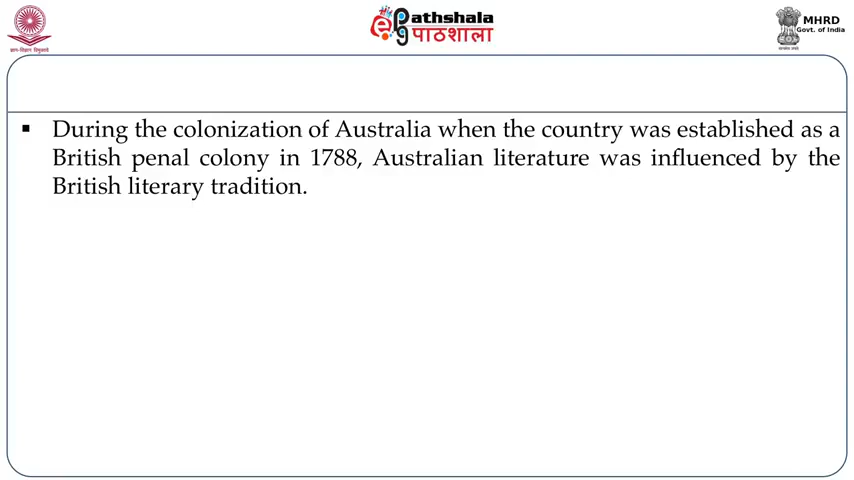 ज्ञान-विज्ञान विमुक्तये
ePathshala
पाठशाला
MHRD
Govt. of India
▪ During the colonization of Australia when the country was established as a
British penal colony in 1788, Australian literature was influenced by the
British literary tradition.